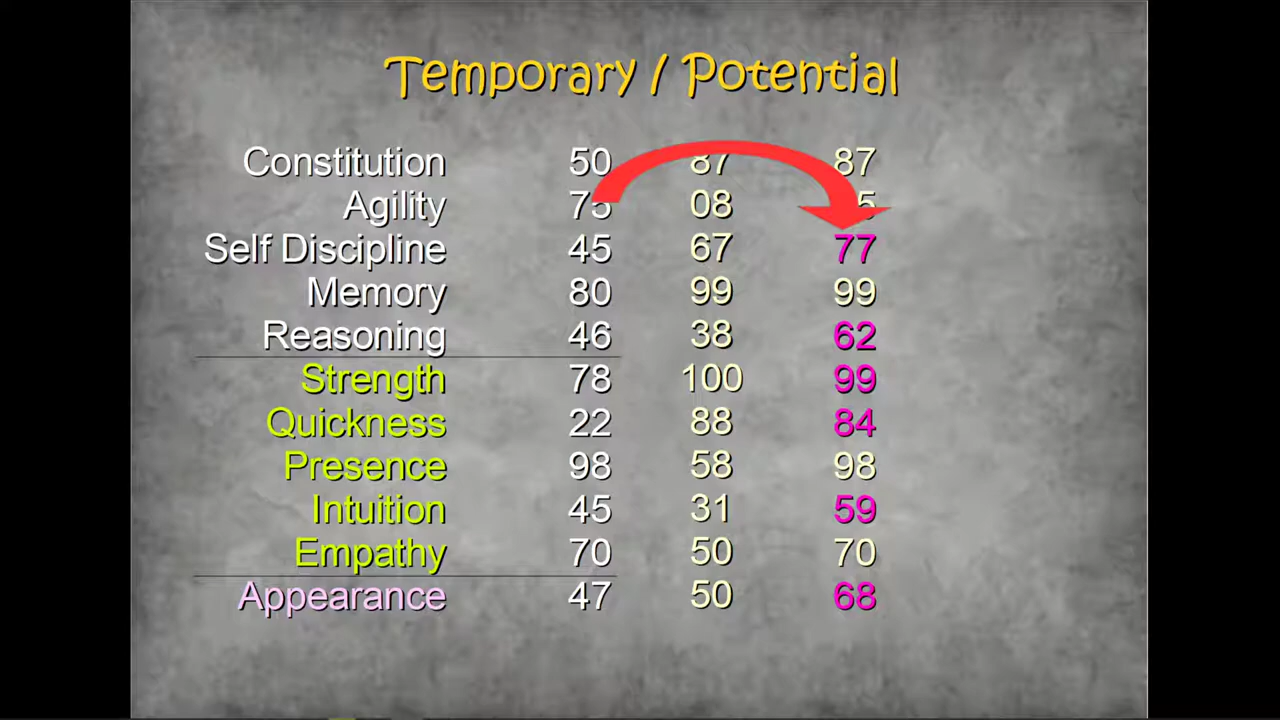 Temporary / Potential
Constitution 50 87 87
Agility 75 08
Self Discipline 45 67 77
Memory 80 99 99
Reasoning 46 38 62
Strength 78 100 99
Quickness 22 88 84
Presence 98 58 98
Intuition 45 31 59
Empathy 70 50 70
Appearance 47 50 68